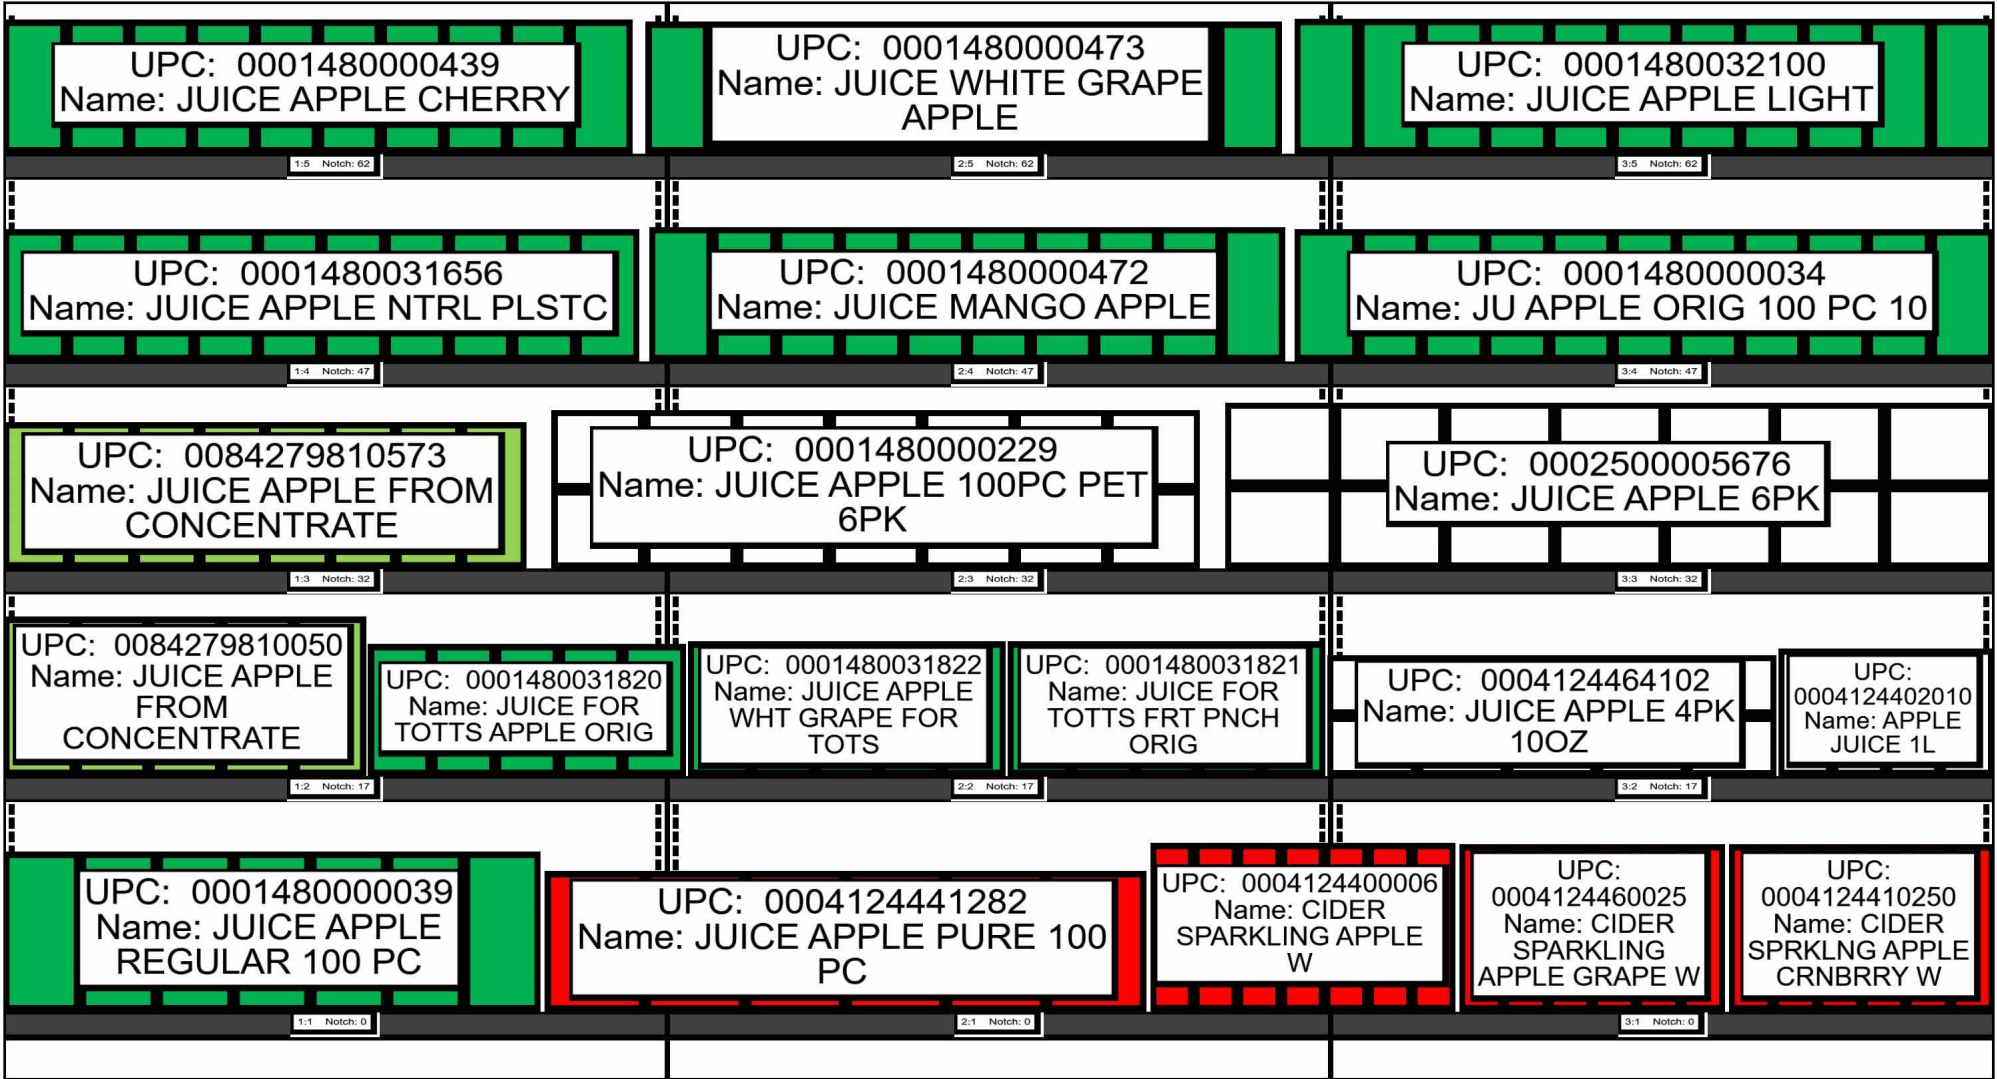 UPC: 0001480000439
Name: JUICE APPLE CHERRY
UPC: 0001480000473
Name: JUICE WHITE GRAPE
APPLE
UPC: 0001480032100
Name: JUICE APPLE LIGHT
1:5 Notch: 62
2:5 Notch: 62
3:5 Notch: 62
UPC: 0001480031656
Name: JUICE APPLE NTRL PLSTC
UPC: 0001480000472
Name: JUICE MANGO APPLE
UPC: 0001480000034
Name: JU APPLE ORIG 100 PC 10
1:4 Notch: 47
2:4 Notch: 47
3:4 Notch: 47
UPC: 0084279810573
Name: JUICE APPLE FROM
CONCENTRATE
UPC: 0001480000229
Name: JUICE APPLE 100PC PET
6PK
UPC: 0002500005676
Name: JUICE APPLE 6PK
1:3 Notch: 32
2:3 Notch: 32
3:3 Notch: 32
UPC: 0084279810050
Name: JUICE APPLE
FROM
CONCENTRATE
UPC: 0001480031820
Name: JUICE FOR
TOTTS APPLE ORIG
UPC: 0001480031822
Name: JUICE APPLE
WHT GRAPE FOR
TOTS
UPC: 0001480031821
Name: JUICE FOR
TOTTS FRT PNCH
ORIG
UPC: 0004124464102
Name: JUICE APPLE 4PK
10OZ
UPC:
0004124402010
Name: APPLE
JUICE 1L
1:2 Notch: 17
2:2 Notch: 17
3:2 Notch: 17
UPC: 0001480000039
Name: JUICE APPLE
REGULAR 100 PC
UPC: 0004124441282
Name: JUICE APPLE PURE 100
PC
UPC: 0004124400006
Name: CIDER
SPARKLING APPLE
W
UPC:
0004124460025
Name: CIDER
SPARKLING
APPLE GRAPE W
UPC:
0004124410250
Name: CIDER
SPRKLNG APPLE
CRNBRRY W
1:1 Notch: 0
2:1 Notch: 0
3:1 Notch: 0